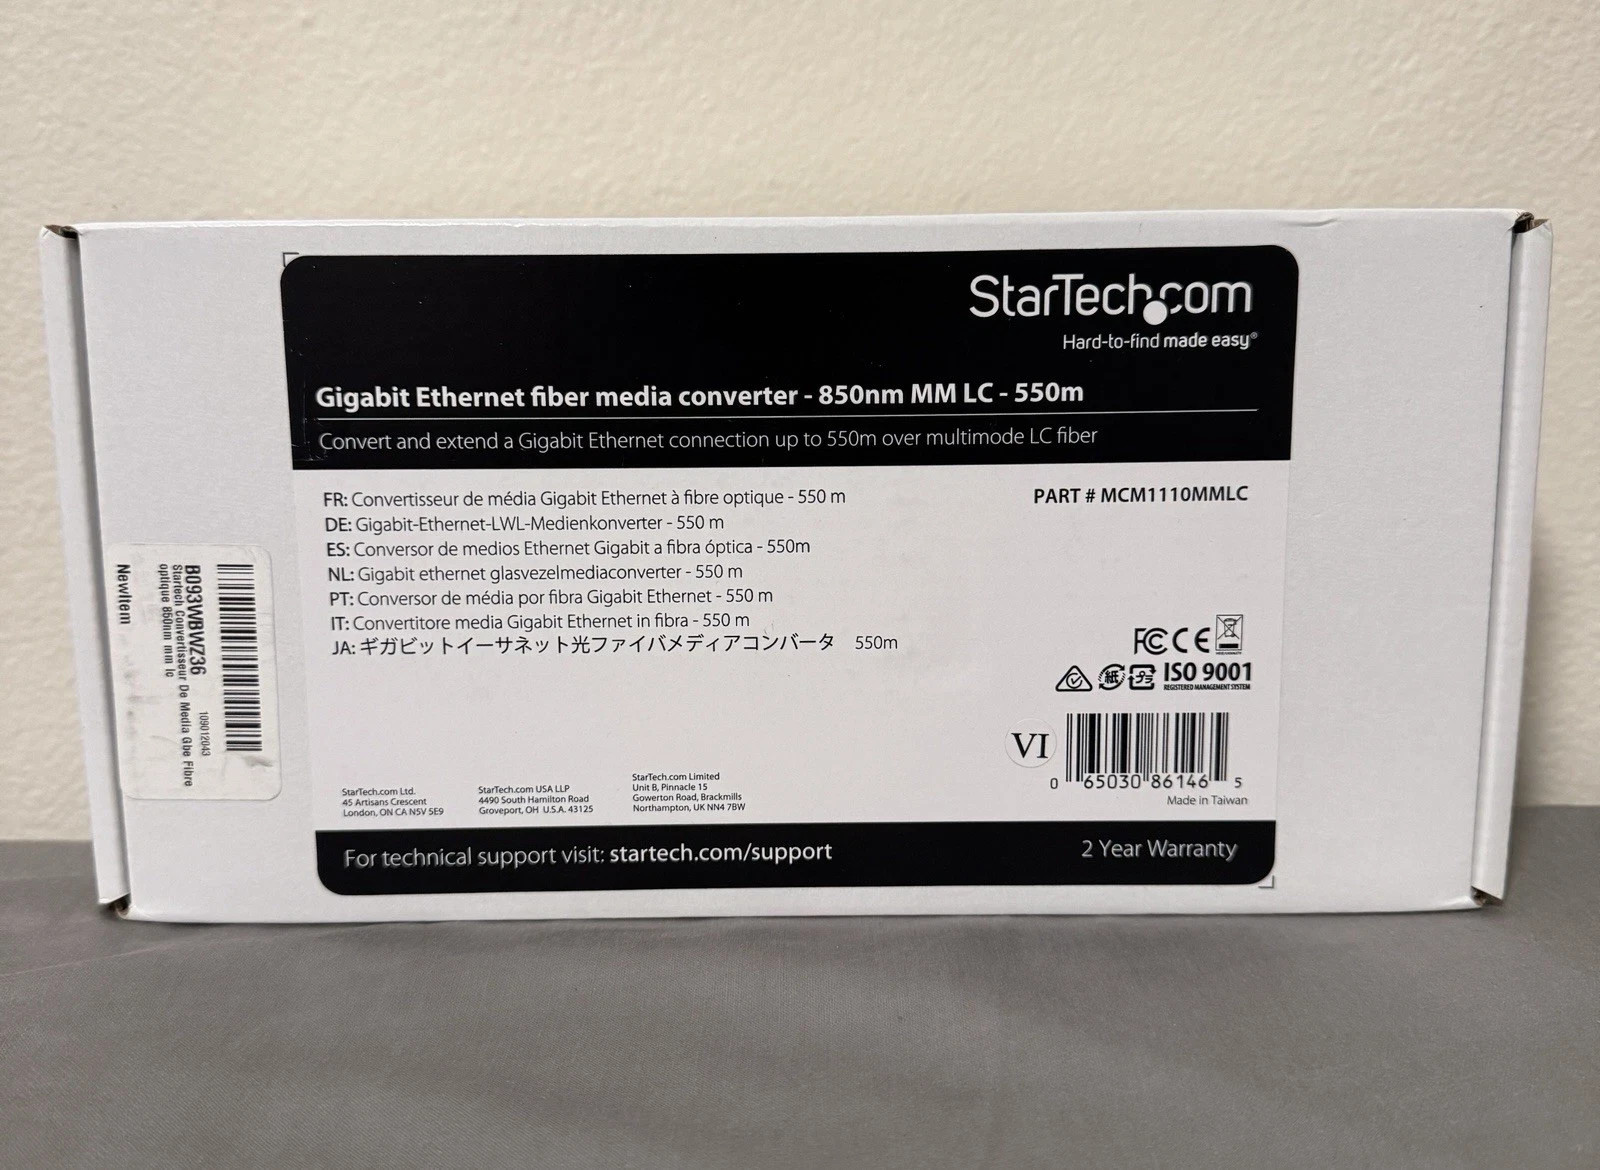 StarTech.com
Hard-to-find made easy®
Gigabit Ethernet fiber media converter - 850nm MM LC - 550m
Convert and extend a Gigabit Ethernet connection up to 550m over multimode LC fiber
FR: Convertisseur de média Gigabit Ethernet à fibre optique - 550 m
DE: Gigabit-Ethernet-LWL-Medienkonverter - 550 m
ES: Conversor de medios Ethernet Gigabit a fibra óptica - 550m
NL: Gigabit ethernet glasvezelmediaconverter - 550 m
PT: Conversor de média por fibra Gigabit Ethernet - 550 m
IT: Convertitore media Gigabit Ethernet in fibra - 550 m
JA: ギガビットイーサネット光ファイバメディアコンバータ 550m
PART # MCM1110MMLC
FC CE
紙 プラ ISO 9001
REGISTERED MANAGEMENT SYSTEM
VI
0 65030 86146 5
Made in Taiwan
StarTech.com Ltd.
45 Artisans Crescent
London, ON CA N5V 5E9
StarTech.com USA LLP
4490 South Hamilton Road
Groveport, OH U.S.A. 43125
StarTech.com Limited
Unit B, Pinnacle 15
Gowerton Road, Brackmills
Northampton, UK NN4 7BW
For technical support visit: startech.com/support
2 Year Warranty
109012043
B093WBWZ36
Startech Convertisseur De Media Gbe Fibre
optique 850nm mm lc
NewItem